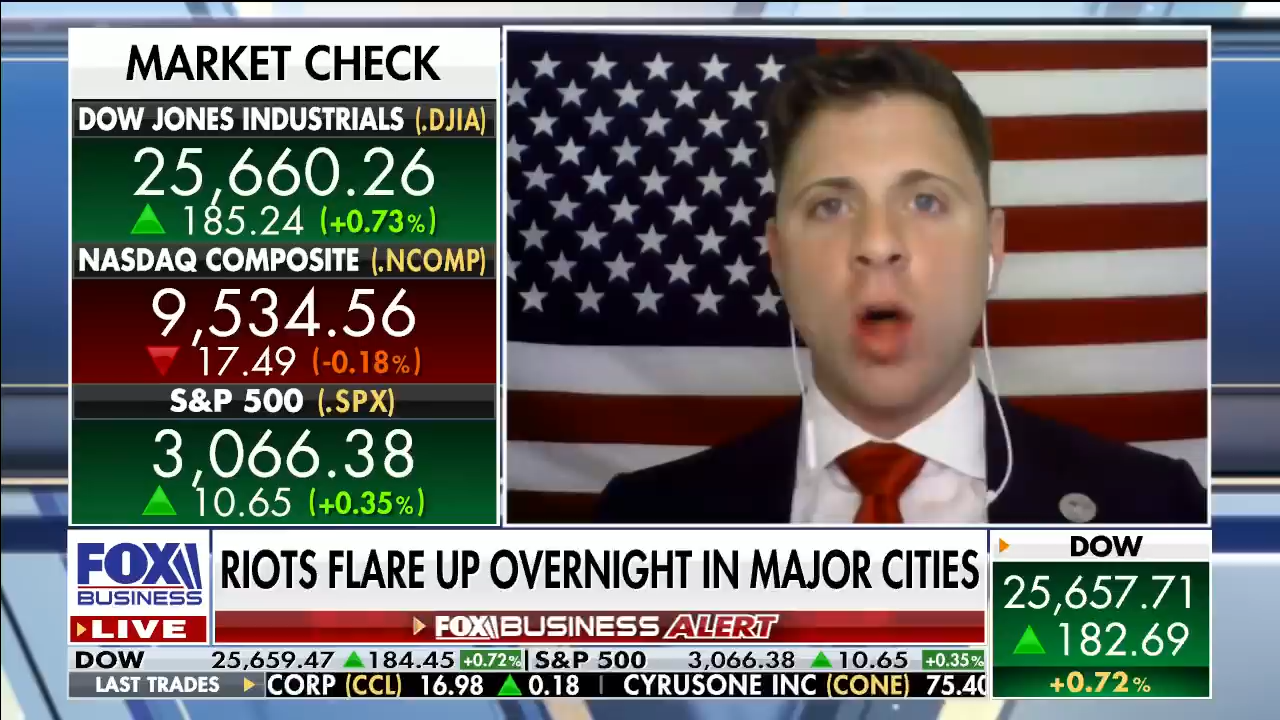 MARKET CHECK
DOW JONES INDUSTRIALS (.DJIA)
25,660.26
▲ 185.24 (+0.73%)
NASDAQ COMPOSITE (.NCOMP)
9,534.56
▼ 17.49 (-0.18%)
S&P 500 (.SPX)
3,066.38
▲ 10.65 (+0.35%)
FOX
BUSINESS
LIVE
RIOTS FLARE UP OVERNIGHT IN MAJOR CITIES
FOX BUSINESS ALERT
DOW
25,657.71
▲ 182.69
+0.72%
DOW 25,659.47 ▲ 184.45 +0.72% S&P 500 3,066.38 ▲ 10.65 +0.35%
LAST TRADES CORP (CCL) 16.98 ▲ 0.18 | CYRUSONE INC (CONE) 75.40